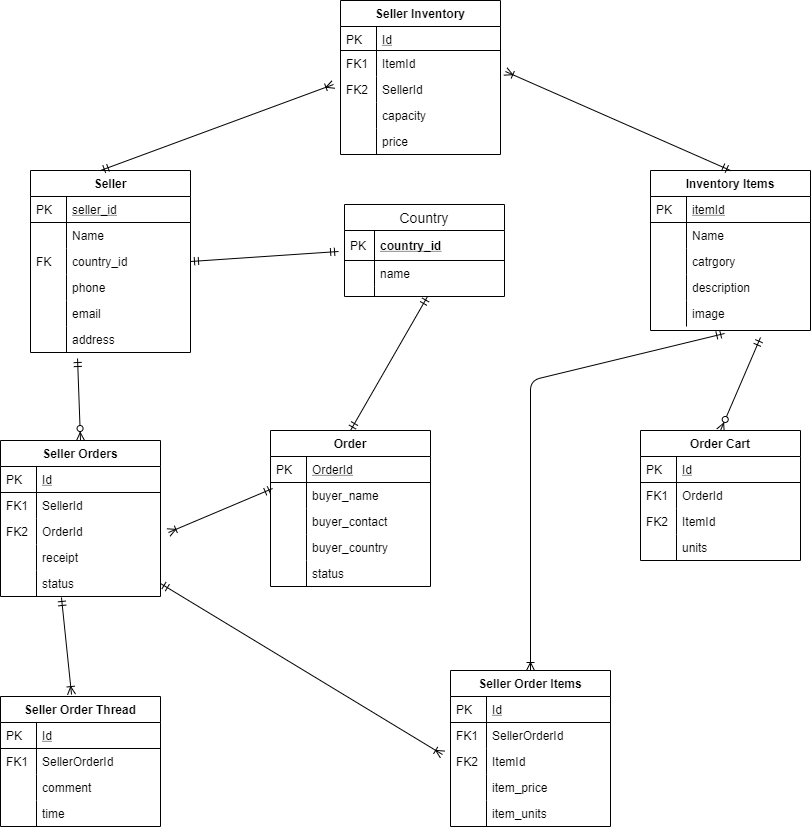 Seller Inventory
PK Id
FK1 ItemId
FK2 SellerId
capacity
price
Seller
PK seller_id
Name
FK country_id
phone
email
address
Country
PK country_id
name
Inventory Items
PK itemId
Name
catrgory
description
image
Seller Orders
PK Id
FK1 SellerId
FK2 OrderId
receipt
status
Order
PK OrderId
buyer_name
buyer_contact
buyer_country
status
Order Cart
PK Id
FK1 OrderId
FK2 ItemId
units
Seller Order Thread
PK Id
FK1 SellerOrderId
comment
time
Seller Order Items
PK Id
FK1 SellerOrderId
FK2 ItemId
item_price
item_units